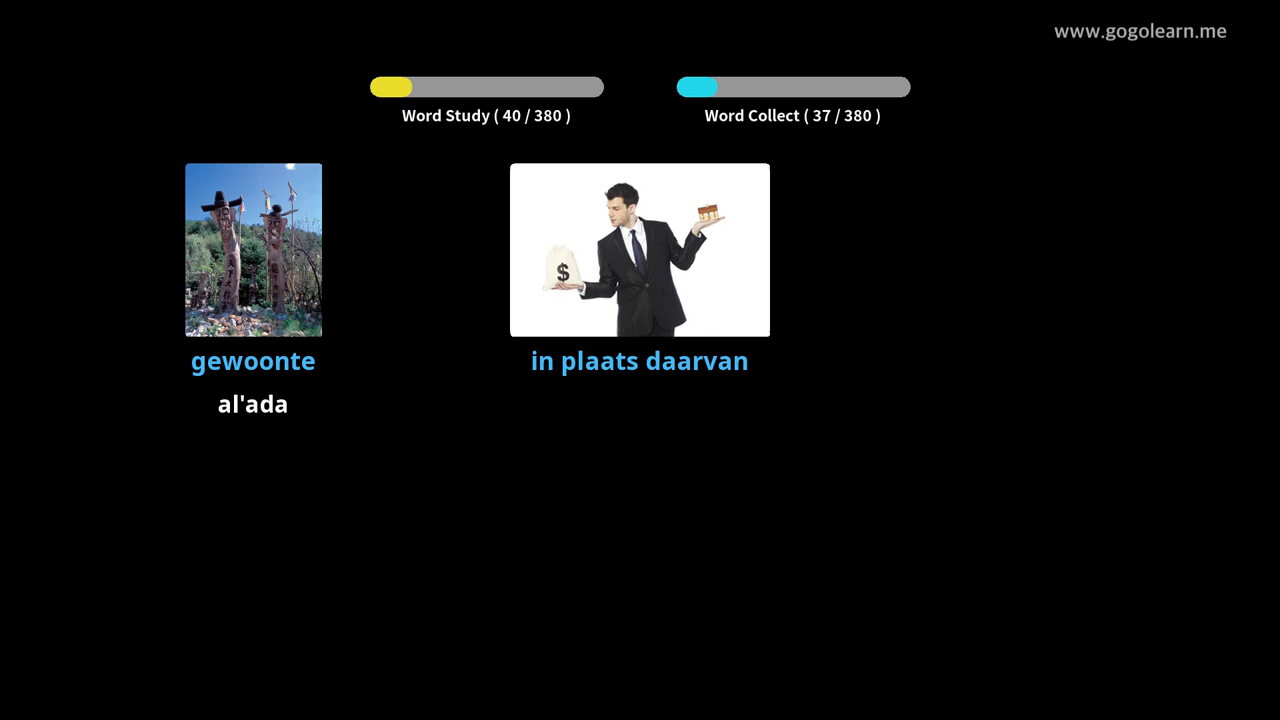 www.gogolearn.me
Word Study ( 40 / 380 )
Word Collect ( 37 / 380 )
$
gewoonte
in plaats daarvan
al'ada